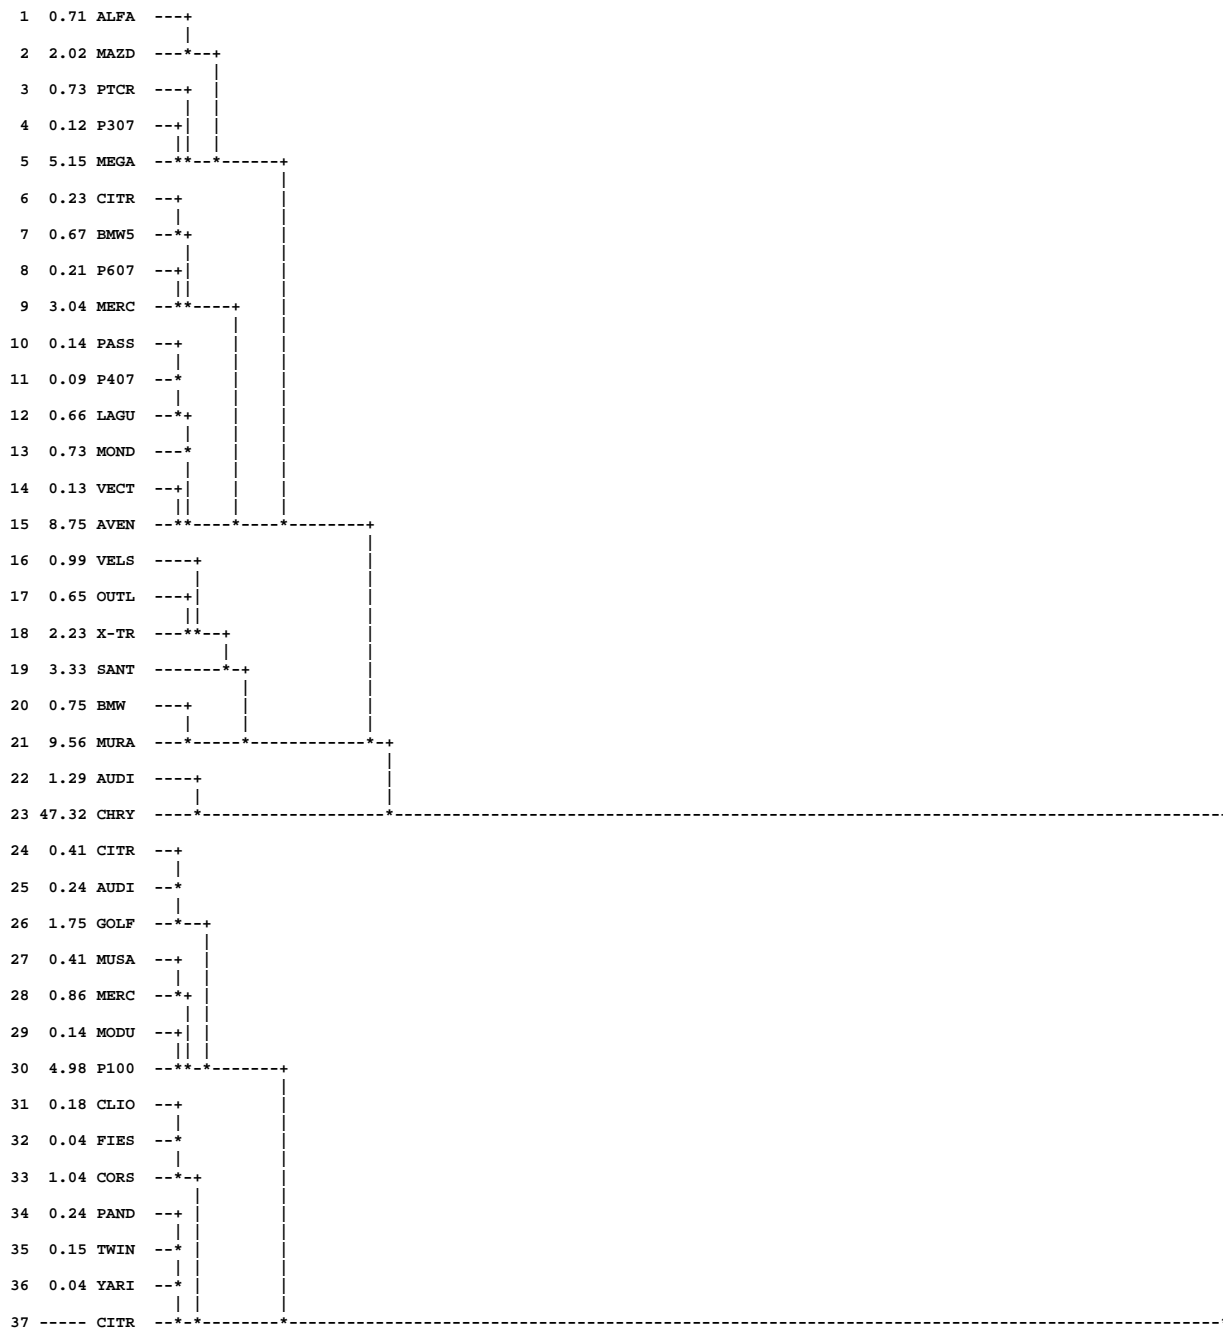 1 0.71 ALFA
2 2.02 MAZD
3 0.73 PTCR
4 0.12 P307
5 5.15 MEGA
6 0.23 CITR
7 0.67 BMW5
8 0.21 P607
9 3.04 MERC
10 0.14 PASS
11 0.09 P407
12 0.66 LAGU
13 0.73 MOND
14 0.13 VECT
15 8.75 AVEN
16 0.99 VELS
17 0.65 OUTL
18 2.23 X-TR
19 3.33 SANT
20 0.75 BMW
21 9.56 MURA
22 1.29 AUDI
23 47.32 CHRY
24 0.41 CITR
25 0.24 AUDI
26 1.75 GOLF
27 0.41 MUSA
28 0.86 MERC
29 0.14 MODU
30 4.98 P100
31 0.18 CLIO
32 0.04 FIES
33 1.04 CORS
34 0.24 PAND
35 0.15 TWIN
36 0.04 YARI
37 ----- CITR